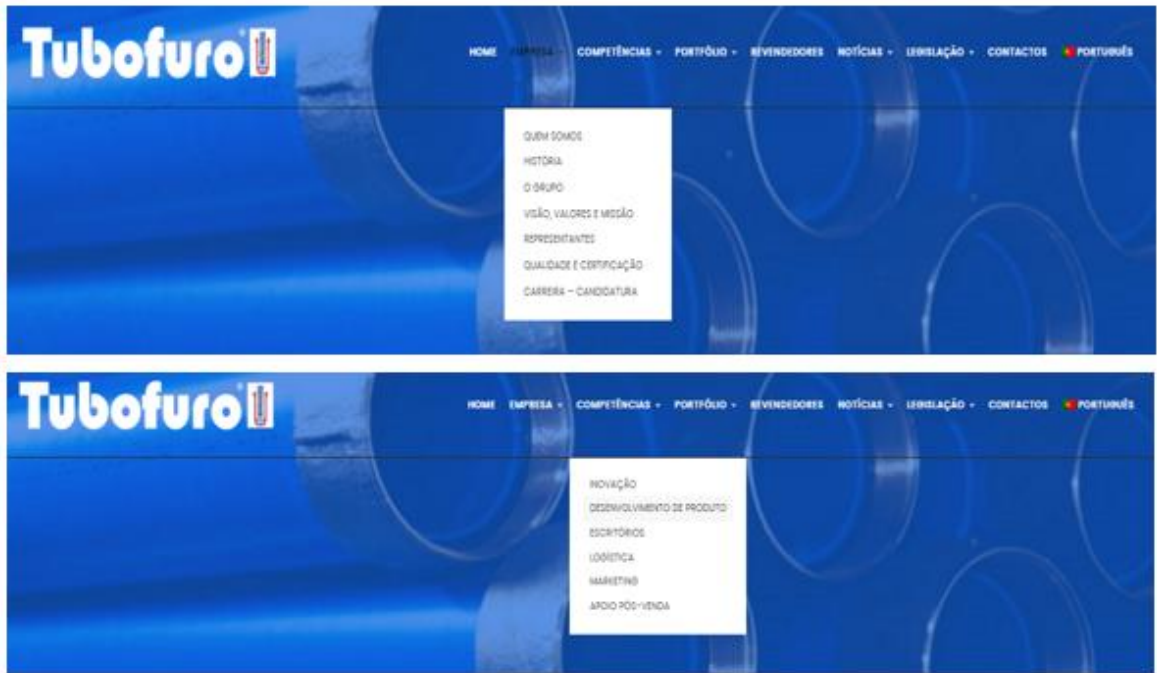 Tubofuro
HOME EMPRESA COMPETÊNCIAS PORTFÓLIO REVENDEDORES NOTÍCIAS LEGISLAÇÃO CONTACTOS PORTUGUÊS
QUEM SOMOS
HISTÓRIA
O GRUPO
VISÃO, VALORES E MISSÃO
REPRESENTANTES
QUALIDADE E CERTIFICAÇÃO
CARREIRA – CANDIDATURA
Tubofuro
HOME EMPRESA COMPETÊNCIAS PORTFÓLIO REVENDEDORES NOTÍCIAS LEGISLAÇÃO CONTACTOS PORTUGUÊS
INOVAÇÃO
DESENVOLVIMENTO DE PRODUTO
ESCRITÓRIOS
LOGÍSTICA
MARKETING
APOIO PÓS-VENDA